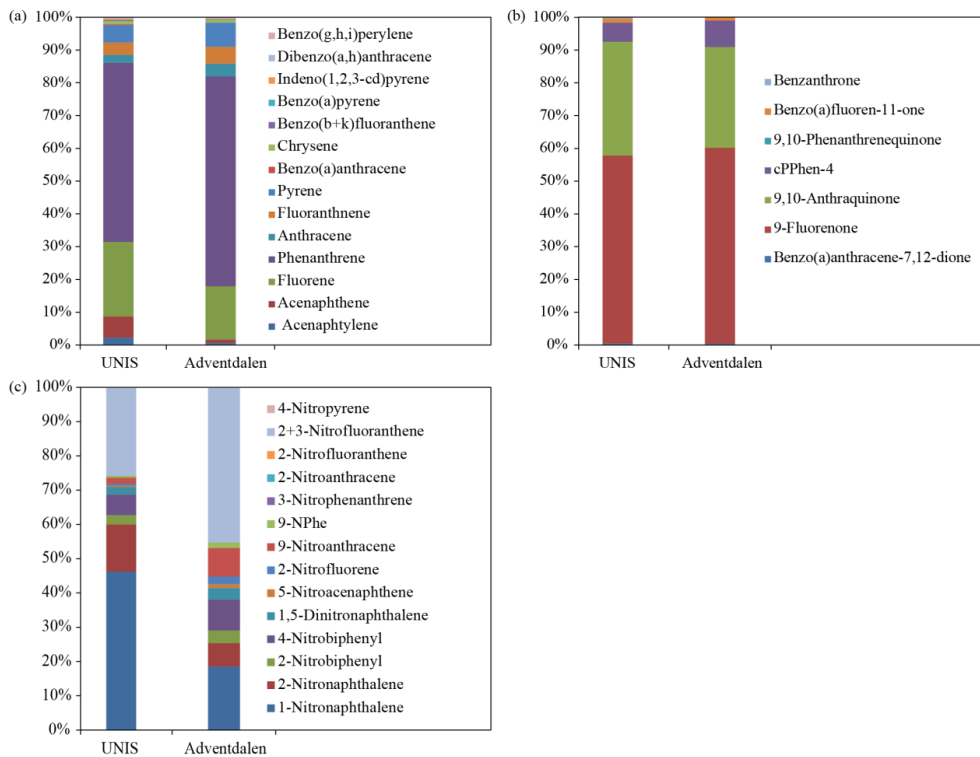 (a)
100%
90%
80%
70%
60%
50%
40%
30%
20%
10%
0%
UNIS
Adventdalen
Benzo(g,h,i)perylene
Dibenzo(a,h)anthracene
Indeno(1,2,3-cd)pyrene
Benzo(a)pyrene
Benzo(b+k)fluoranthene
Chrysene
Benzo(a)anthracene
Pyrene
Fluoranthnene
Anthracene
Phenanthrene
Fluorene
Acenaphthene
Acenaphtylene
(b)
100%
90%
80%
70%
60%
50%
40%
30%
20%
10%
0%
UNIS
Adventdalen
Benzanthrone
Benzo(a)fluoren-11-one
9,10-Phenanthrenequinone
cPPhen-4
9,10-Anthraquinone
9-Fluorenone
Benzo(a)anthracene-7,12-dione
(c)
100%
90%
80%
70%
60%
50%
40%
30%
20%
10%
0%
UNIS
Adventdalen
4-Nitropyrene
2+3-Nitrofluoranthene
2-Nitrofluoranthene
2-Nitroanthracene
3-Nitrophenanthrene
9-NPhe
9-Nitroanthracene
2-Nitrofluorene
5-Nitroacenaphthene
1,5-Dinitronaphthalene
4-Nitrobiphenyl
2-Nitrobiphenyl
2-Nitronaphthalene
1-Nitronaphthalene